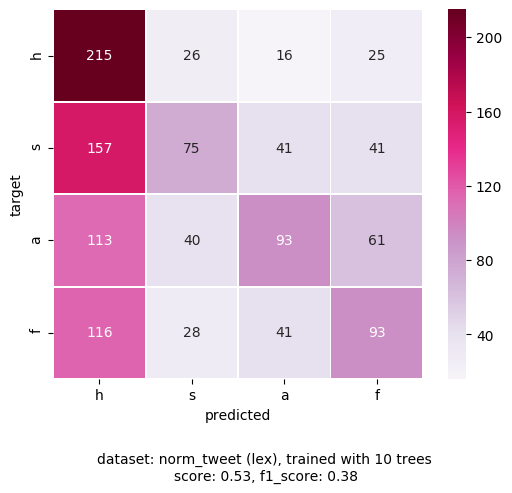 h 215 26 16 25
s 157 75 41 41
a 113 40 93 61
f 116 28 41 93
h s a f
target
predicted
200
160
120
80
40
dataset: norm_tweet (lex), trained with 10 trees
score: 0.53, f1_score: 0.38